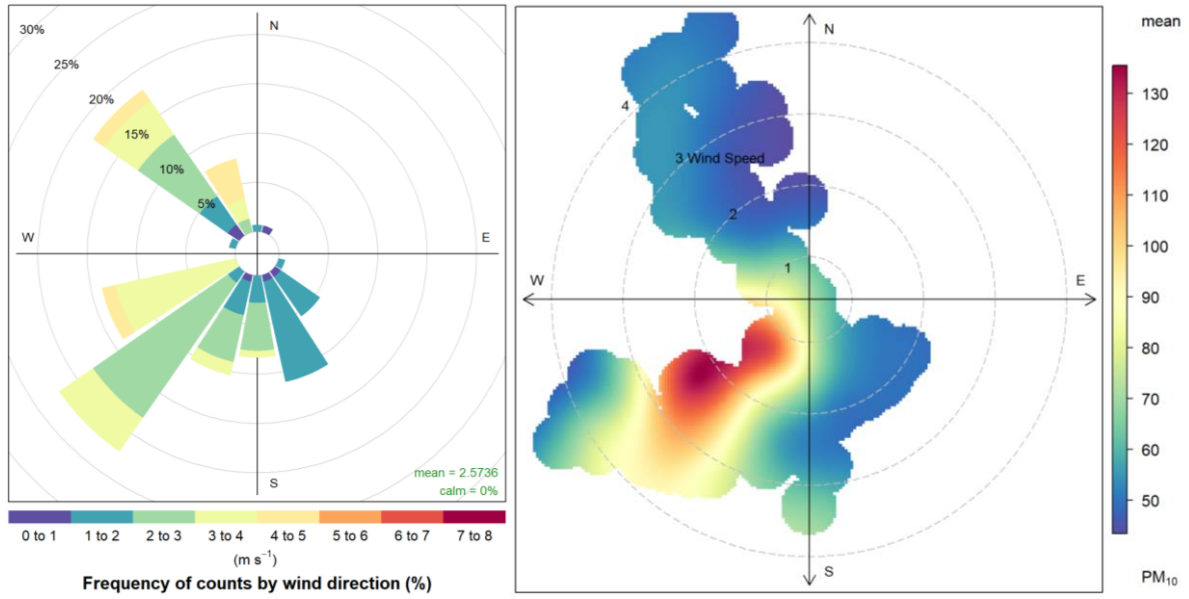 30%
25%
20%
15%
10%
5%
N
W
E
S
mean = 2.5736
calm = 0%
0 to 1 1 to 2 2 to 3 3 to 4 4 to 5 5 to 6 6 to 7 7 to 8
(m s⁻¹)
Frequency of counts by wind direction (%)
N
4
3 Wind Speed
2
1
W
E
S
mean
130
120
110
100
90
80
70
60
50
PM₁₀